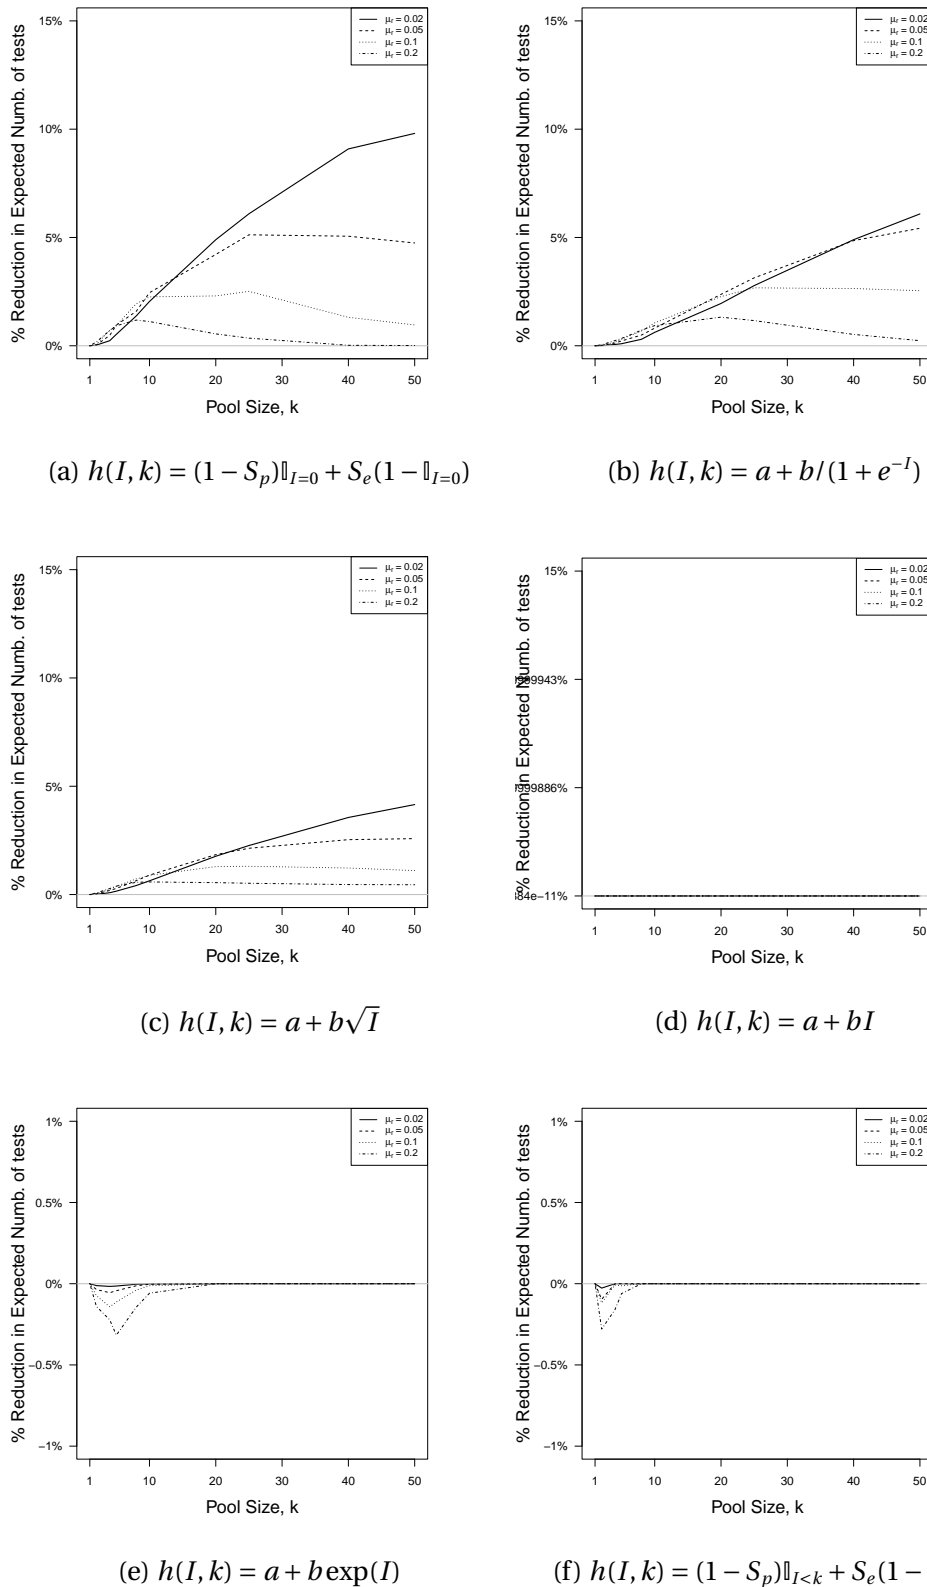 15%
10%
5%
0%
% Reduction in Expected Numb. of tests
μr = 0.02
μr = 0.05
μr = 0.1
μr = 0.2
1 10 20 30 40 50
Pool Size, k
(a) h(I, k) = (1 − Sp)𝕀I=0 + Se(1 − 𝕀I=0)
15%
10%
5%
0%
% Reduction in Expected Numb. of tests
μr = 0.02
μr = 0.05
μr = 0.1
μr = 0.2
1 10 20 30 40 50
Pool Size, k
(b) h(I, k) = a + b/(1 + e−I)
15%
10%
5%
0%
% Reduction in Expected Numb. of tests
μr = 0.02
μr = 0.05
μr = 0.1
μr = 0.2
1 10 20 30 40 50
Pool Size, k
(c) h(I, k) = a + b√I
15%
9943%
99886%
84e−11%
% Reduction in Expected Numb. of tests
μr = 0.02
μr = 0.05
μr = 0.1
μr = 0.2
1 10 20 30 40 50
Pool Size, k
(d) h(I, k) = a + bI
1%
0.5%
0%
−0.5%
−1%
% Reduction in Expected Numb. of tests
μr = 0.02
μr = 0.05
μr = 0.1
μr = 0.2
1 10 20 30 40 50
Pool Size, k
(e) h(I, k) = a + b exp(I)
1%
0.5%
0%
−0.5%
−1%
% Reduction in Expected Numb. of tests
μr = 0.02
μr = 0.05
μr = 0.1
μr = 0.2
1 10 20 30 40 50
Pool Size, k
(f) h(I, k) = (1 − Sp)𝕀I<k + Se(1 −